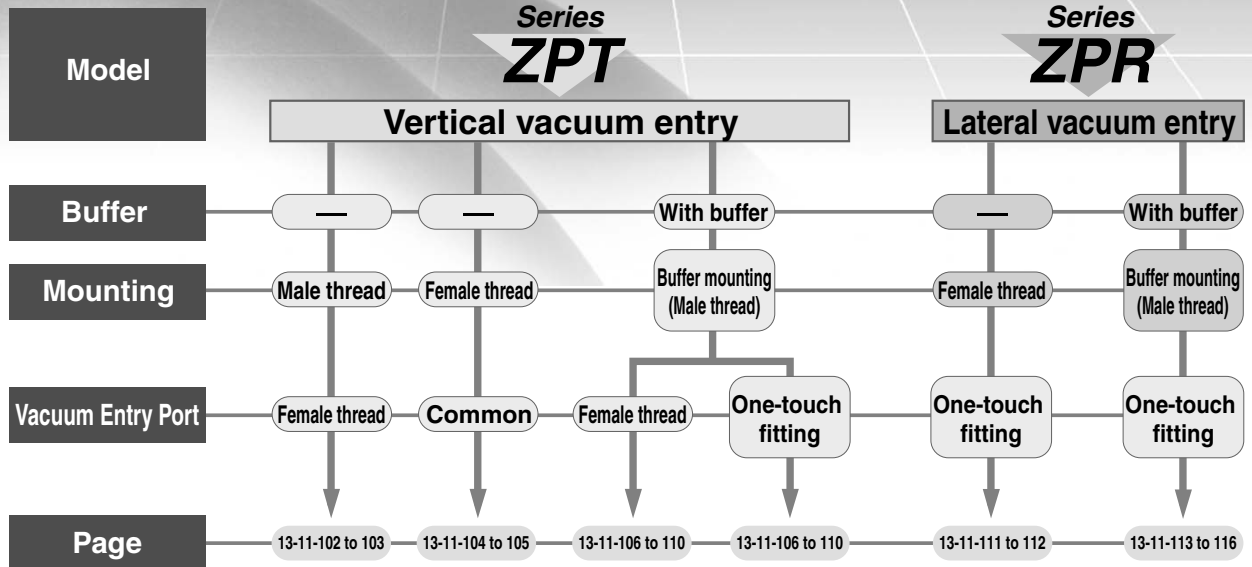 Series
ZPT
Series
ZPR
Model
Vertical vacuum entry
Lateral vacuum entry
Buffer
—
—
With buffer
—
With buffer
Mounting
Male thread
Female thread
Buffer mounting
(Male thread)
Female thread
Buffer mounting
(Male thread)
Vacuum Entry Port
Female thread
Common
Female thread
One-touch
fitting
One-touch
fitting
One-touch
fitting
Page
13-11-102 to 103
13-11-104 to 105
13-11-106 to 110
13-11-106 to 110
13-11-111 to 112
13-11-113 to 116